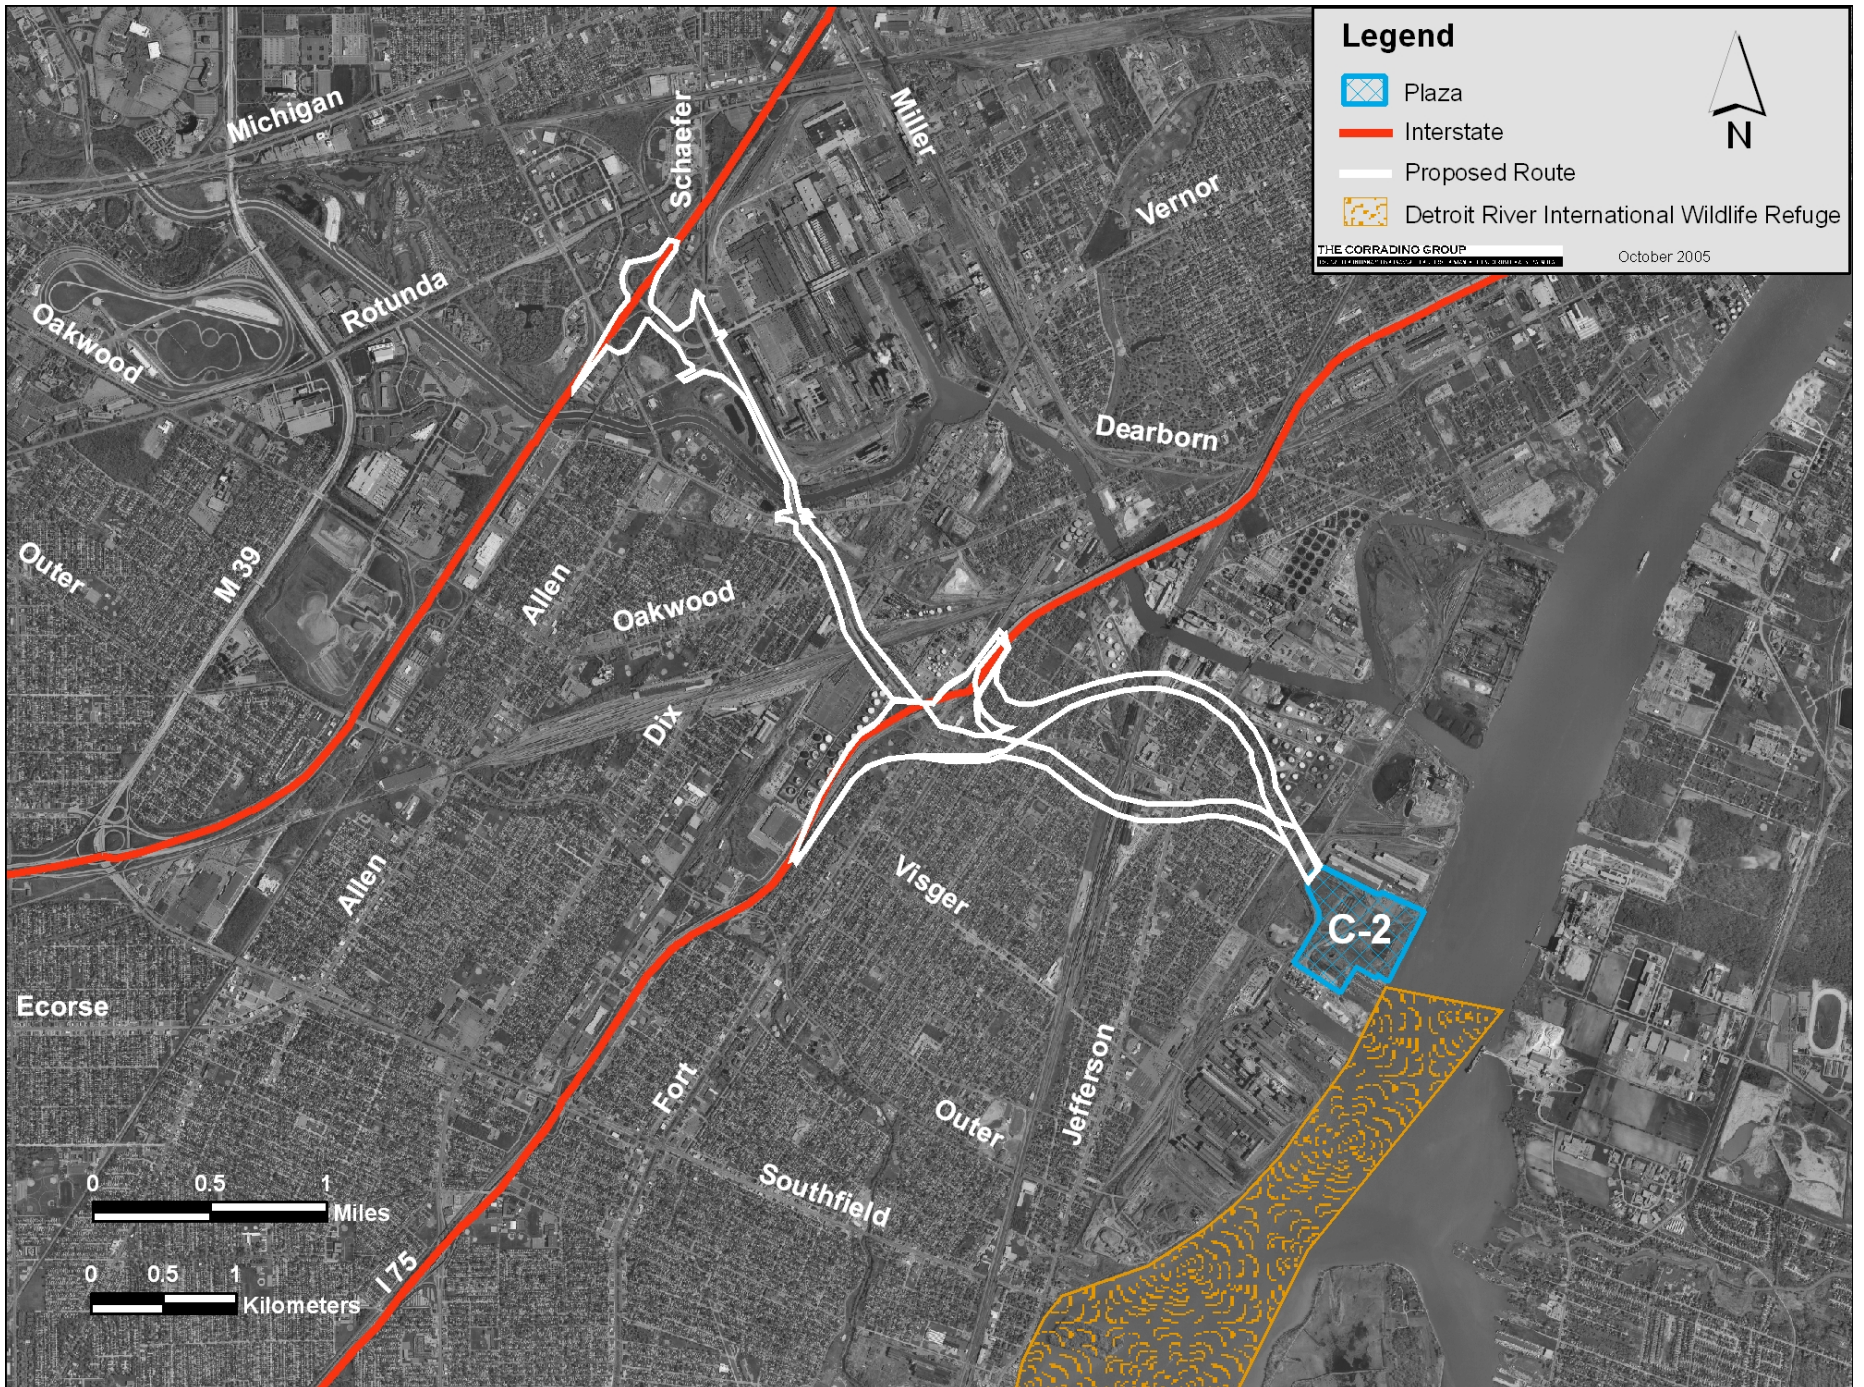 Legend
Plaza
Interstate
Proposed Route
Detroit River International Wildlife Refuge
THE CORRADINO GROUP
October 2005
N
Michigan
Schaefer
Miller
Vernor
Rotunda
Oakwood
Dearborn
Outer
M 39
Allen
Oakwood
Dix
Allen
Visger
C-2
Ecorse
Fort
Jefferson
Outer
Southfield
0 0.5 1
Miles
0 0.5 1
Kilometers
I 75